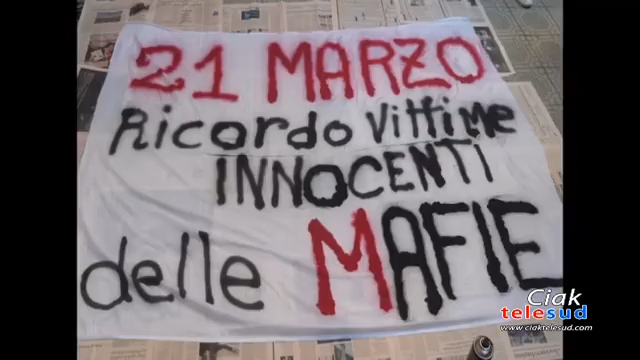 21 MARZO
Ricordo Vittime
INNOCENTI
delle MAFIE
Ciak
telesud
www.ciaktelesud.com